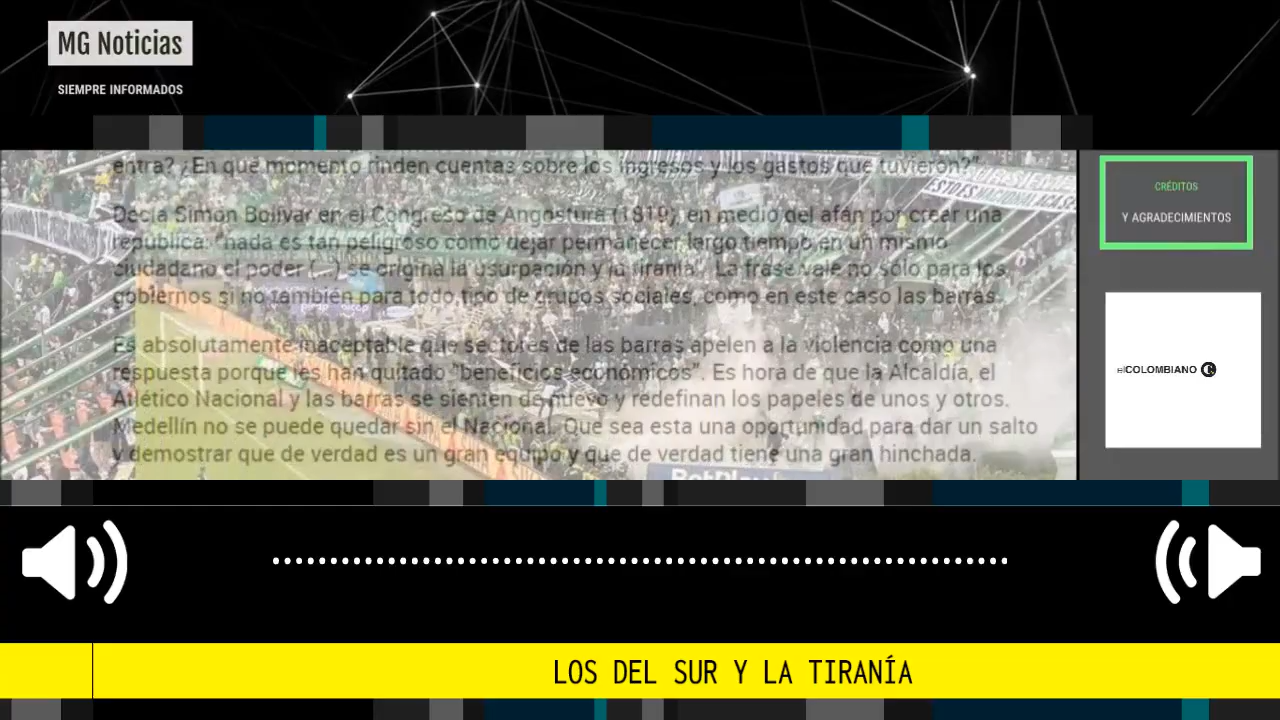 MG Noticias
SIEMPRE INFORMADOS
entra? ¿En qué momento rinden cuentas sobre los ingresos y los gastos que tuvieron?"
Decía Simón Bolívar en el Congreso de Angostura (1819), en medio del afán por crear una
república: "nada es tan peligroso como dejar permanecer largo tiempo en un mismo
ciudadano el poder (...) se origina la usurpación y la tiranía". La frase vale no solo para los
gobiernos si no también para todo tipo de grupos sociales, como en este caso las barras.
Es absolutamente inaceptable que sectores de las barras apelen a la violencia como una
respuesta porque les han quitado "beneficios económicos". Es hora de que la Alcaldía, el
Atlético Nacional y las barras se sienten de nuevo y redefinan los papeles de unos y otros.
Medellín no se puede quedar sin el Nacional. Que sea esta una oportunidad para dar un salto
y demostrar que de verdad es un gran equipo y que de verdad tiene una gran hinchada.
BetPlay
CRÉDITOS
Y AGRADECIMIENTOS
elCOLOMBIANO C
LOS DEL SUR Y LA TIRANÍA